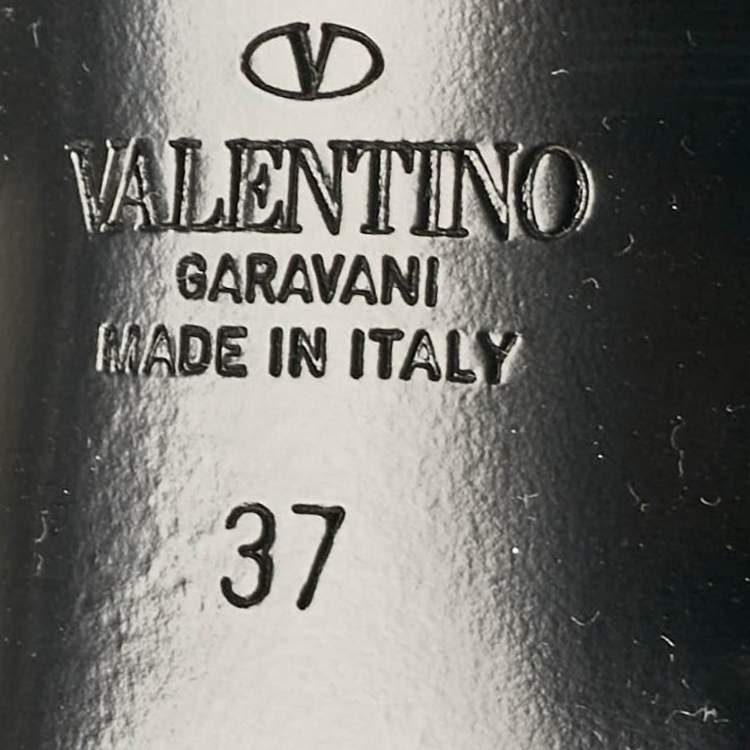 V
VALENTINO
GARAVANI
MADE IN ITALY
37